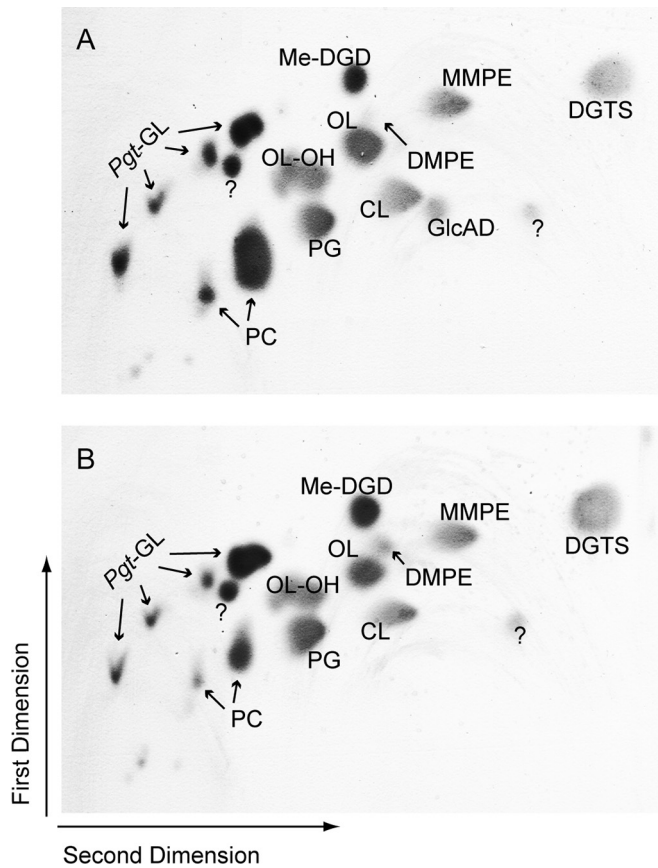 A
Me-DGD
MMPE
DGTS
Pgt-GL
OL
DMPE
OL-OH
?
CL
GlcAD
?
PG
PC
B
Me-DGD
MMPE
DGTS
Pgt-GL
OL
DMPE
OL-OH
?
CL
?
PG
PC
First Dimension
Second Dimension